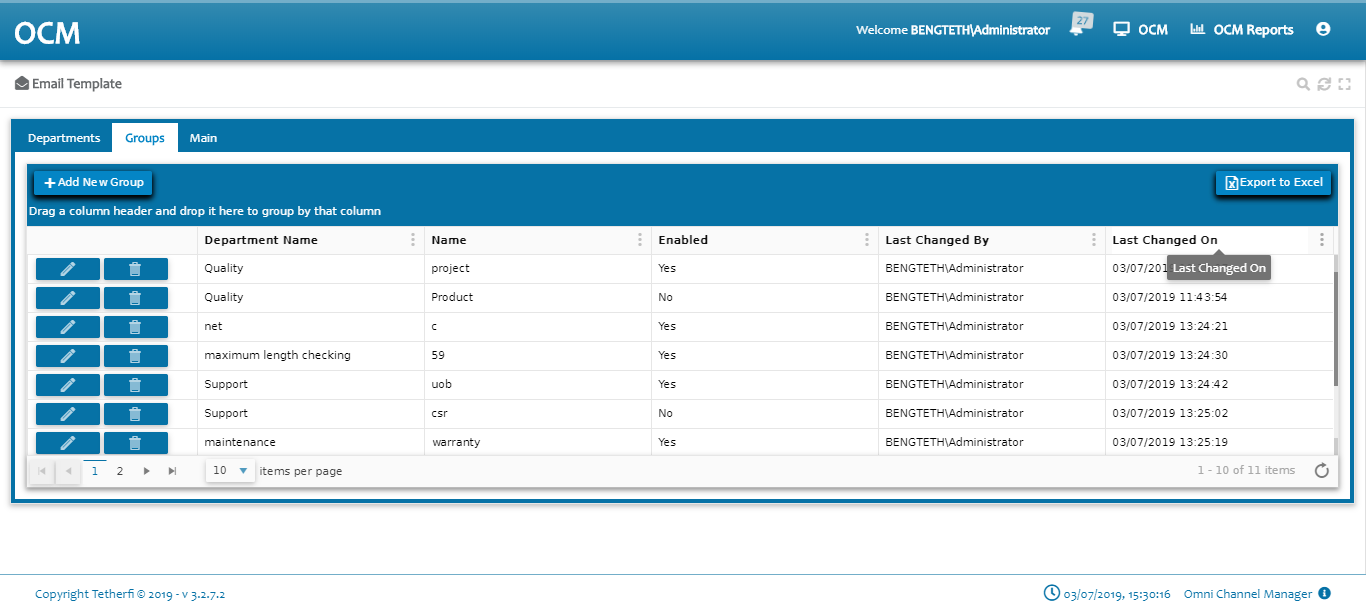 OCM
Welcome BENGTETH\Administrator
27
OCM
OCM Reports
Email Template
Departments
Groups
Main
Add New Group
Export to Excel
Drag a column header and drop it here to group by that column
Department Name Name Enabled Last Changed By Last Changed On
Quality project Yes BENGTETH\Administrator 03/07/201
Last Changed On
Quality Product No BENGTETH\Administrator 03/07/2019 11:43:54
net c Yes BENGTETH\Administrator 03/07/2019 13:24:21
maximum length checking 59 Yes BENGTETH\Administrator 03/07/2019 13:24:30
Support uob Yes BENGTETH\Administrator 03/07/2019 13:24:42
Support csr No BENGTETH\Administrator 03/07/2019 13:25:02
maintenance warranty Yes BENGTETH\Administrator 03/07/2019 13:25:19
1 2 10 items per page 1 - 10 of 11 items
Copyright Tetherfi © 2019 - v 3.2.7.2
03/07/2019, 15:30:16 Omni Channel Manager